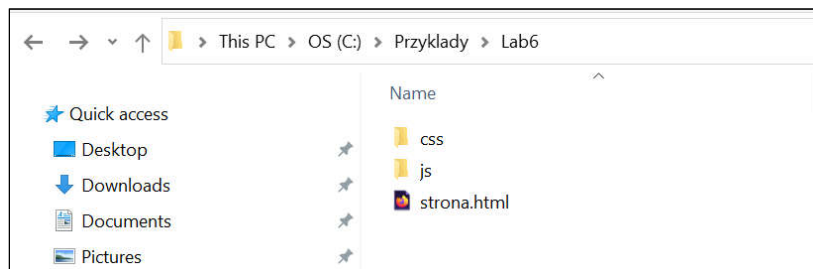 This PC > OS (C:) > Przyklady > Lab6
Name
Quick access
Desktop
Downloads
Documents
Pictures
css
js
strona.html